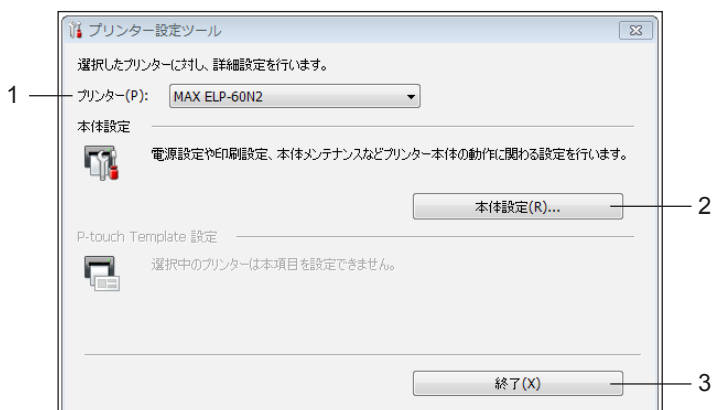 プリンター設定ツール
選択したプリンターに対し、詳細設定を行います。
1
プリンター(P):
MAX ELP-60N2
本体設定
電源設定や印刷設定、本体メンテナンスなどプリンター本体の動作に関わる設定を行います。
本体設定(R)...
2
P-touch Template 設定
選択中のプリンターは本項目を設定できません。
終了(X)
3